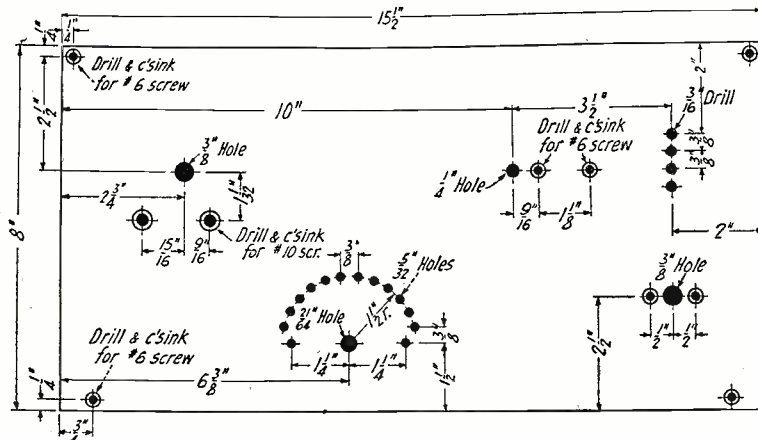 15 1/2"
1/4"
1/4"
Drill & c'sink
for #6 screw
2"
2 1/2"
10"
3 1/2"
3/16" Drill
3/8" Hole
Drill & c'sink
for #6 screw
3/8"
3/8"
1/4" Hole
2 3/4"
1 1/32"
9/16"
1 1/8"
8"
15/16"
9/16"
Drill & c'sink
for #10 scr.
2"
3/8"
5/32" Holes
3/8" Hole
21/64" Hole
1 1/2" r.
3/8"
Drill & c'sink
for #6 screw
1 1/4"
1 1/4"
1 1/2"
2 1/2"
1/2"
1/2"
6 3/8"
1/4"
3/4"